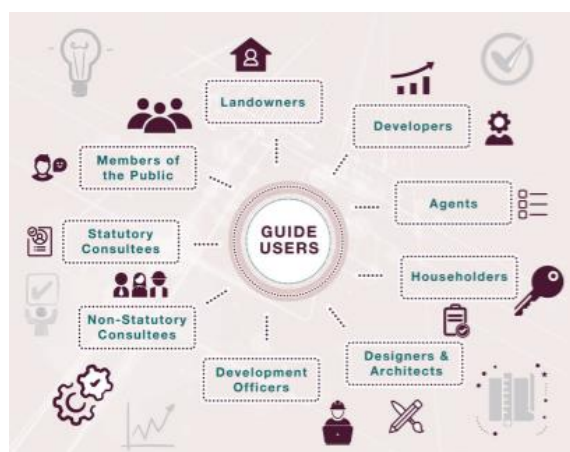 Landowners
Developers
Members of
the Public
Agents
GUIDE
USERS
Statutory
Consultees
Householders
Non-Statutory
Consultees
Designers &
Architects
Development
Officers